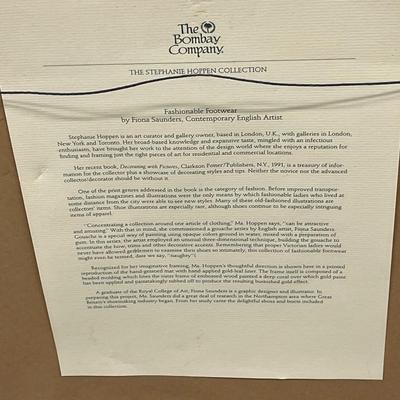 The
Bombay
Company.
THE STEPHANIE HOPPEN COLLECTION
Fashionable Footwear
by Fiona Saunders, Contemporary English Artist
Stephanie Hoppen is an art curator and gallery owner, based in London, U.K., with galleries in London,
New York and Toronto. Her broad-based knowledge and expansive taste, mingled with an infectious
enthusiasm, have brought her work to the attention of the design world where she enjoys a reputation for
finding and framing just the right pieces of art for residential and commercial locations.
Her recent book, Decorating with Pictures, Clarkson Potter/Publishers, N.Y., 1991, is a treasury of infor-
mation for the collector plus a showcase of decorating styles and tips. Neither the novice nor the advanced
collector/decorator should be without it.
One of the print genres addressed in the book is the category of fashion. Before improved transpor-
tation, fashion magazines and illustrations were the only means by which fashionable ladies who lived at
some distance from the city were able to see new styles. Many of these old-fashioned illustrations are
collectors' items. Shoe illustrations are especially rare, although shoes continue to be especially intriguing
items of apparel.
"Concentrating a collection around one article of clothing," Ms. Hoppen says, "can be attractive
and amusing." With that in mind, she commissioned a gouache series by English artist, Fiona Saunders.
Gouache is a special way of painting using opaque colors ground in water, mixed with a preparation of
gum. In this series, the artist employed an unusual three-dimensional technique, building the gouache to
accentuate the bow, trims and other decorative accents. Remembering that proper Victorian ladies would
never have allowed gentlemen to examine their shoes so intimately, this collection of fashionable footwear
might even be termed, dare we say, "naughty"!
Recognized for her imaginative framing, Ms. Hoppen's thoughtful direction is shown here in a printed
reproduction of the hand-grained mat with hand applied gold-leaf inner. The frame itself is composed of a
beaded molding which lines the inner frame of embossed wood painted a deep coral over which gold paint
has been applied and painstakingly rubbed off to produce the resulting burnished gold effect.
A graduate of the Royal College of Art, Fiona Saunders is a graphic designer and illustrator. In
preparing this project, Ms. Saunders did a great deal of research in the Northampton area where Great
Britain's shoemaking industry began. From her study came the delightful shoes and boots included
in this collection.